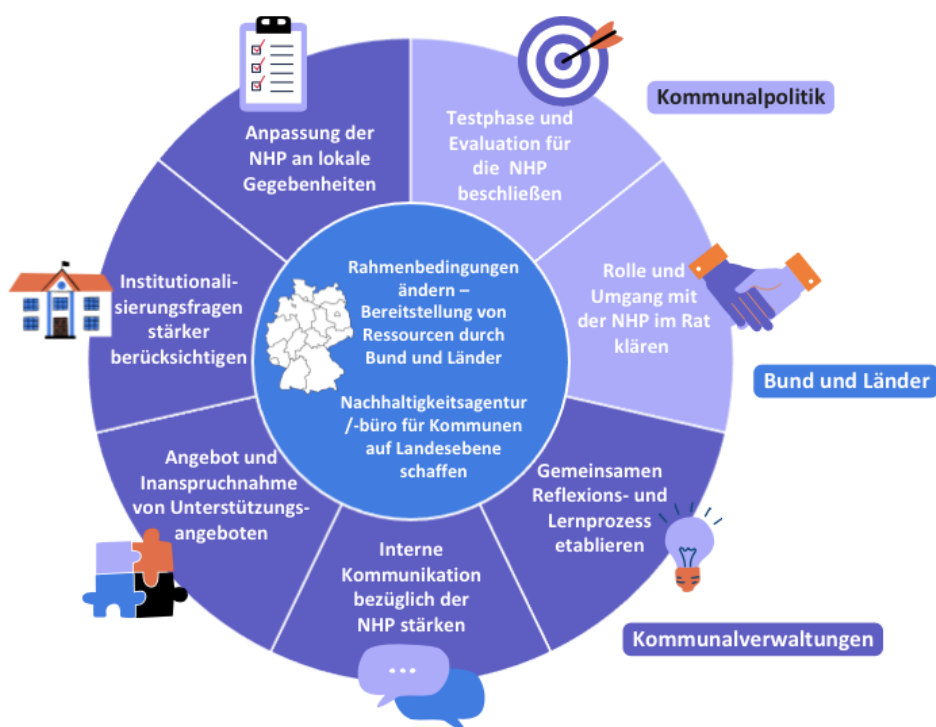 Kommunalpolitik
Testphase und
Evaluation für
die NHP
beschließen
Rolle und
Umgang mit
der NHP im Rat
klären
Bund und Länder
Gemeinsamen
Reflexions- und
Lernprozess
etablieren
Kommunalverwaltungen
Interne
Kommunikation
bezüglich der
NHP stärken
Angebot und
Inanspruchnahme
von Unterstützungs-
angeboten
Institutionali-
sierungsfragen
stärker
berücksichtigen
Anpassung der
NHP an lokale
Gegebenheiten
Rahmenbedingungen
ändern –
Bereitstellung von
Ressourcen durch
Bund und Länder
Nachhaltigkeitsagentur
/-büro für Kommunen
auf Landesebene
schaffen